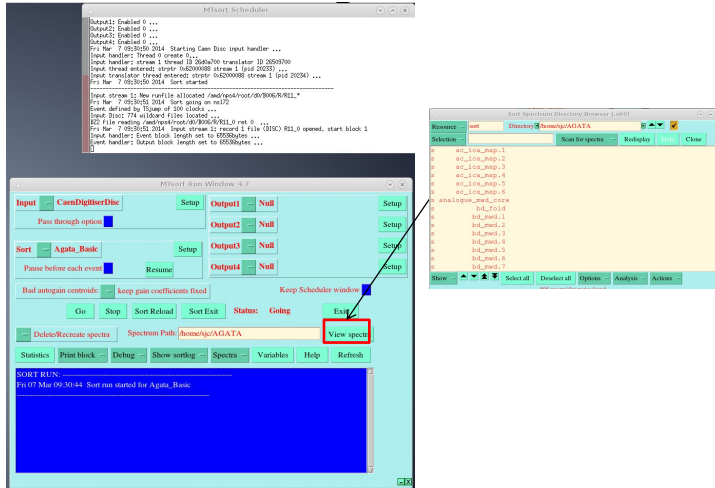 MTsort Scheduler
Output1: Enabled 0 ...
Output2: Enabled 0 ...
Output3: Enabled 0 ...
Output4: Enabled 0 ...
Fri Mar 7 09:30:50 2014 Starting Caen Disc input handler ...
Input handler: Thread 0 create 0...
Input handler: stream 1 thread ID 26d0a700 translator ID 26509700
Input thread entered: strptr 0x62000088 stream 1 (pid 20233) ...
Input translator thread entered: strptr 0x62000088 stream 1 (pid 20234) ...
Fri Mar 7 09:30:50 2014 Sort started
Input stream 1: New runfile allocated /amd/nps4/root/d0/B006/R/R11_*
Fri Mar 7 09:30:51 2014 Sort going on nsl72
Event defined by TSjump of 100 clocks ...
Input Disc: 774 wildcard files located ...
BZ2 file reading /amd/nps4/root/d0/B006/R/R11_0 ret 0 ...
Fri Mar 7 09:30:51 2014 Input stream 1: record 1 file (DISC) R11_0 opened, start block 1
Input handler: Event block length set to 65536bytes ...
Event handler: Output block length set to 65536bytes ...
MTsort Run Window 4.7
Input CaenDigitiserDisc Setup
Pass through option
Output1 Null Setup
Output2 Null Setup
Output3 Null Setup
Output4 Null Setup
Sort Agata_Basic Setup
Pause before each event Resume
Bad autogain centroids: keep gain coefficients fixed Keep Scheduler window
Go Stop Sort Reload Sort Exit Status: Going Exit
Delete/Recreate spectra Spectrum Path: /home/sjc/AGATA View spectra
Statistics Print block Debug Show sortlog Spectra Variables Help Refresh
SORT RUN:
Fri 07 Mar 09:30:44 Sort run started for Agata_Basic
Sort Spectrum Directory Browser
Resource sort Directory /home/sjc/AGATA
Selection Scan for spectra Redisplay Help Clone
s ac_ica_map.1
s ac_ica_map.2
s ac_ica_map.3
s ac_ica_map.4
s ac_ica_map.5
s ac_ica_map.6
s analogue_mwd_core
s bd_fold
s bd_mwd.1
s bd_mwd.2
s bd_mwd.3
s bd_mwd.4
s bd_mwd.5
s bd_mwd.6
s bd_mwd.7
Show Select all Deselect all Options Analysis Actions